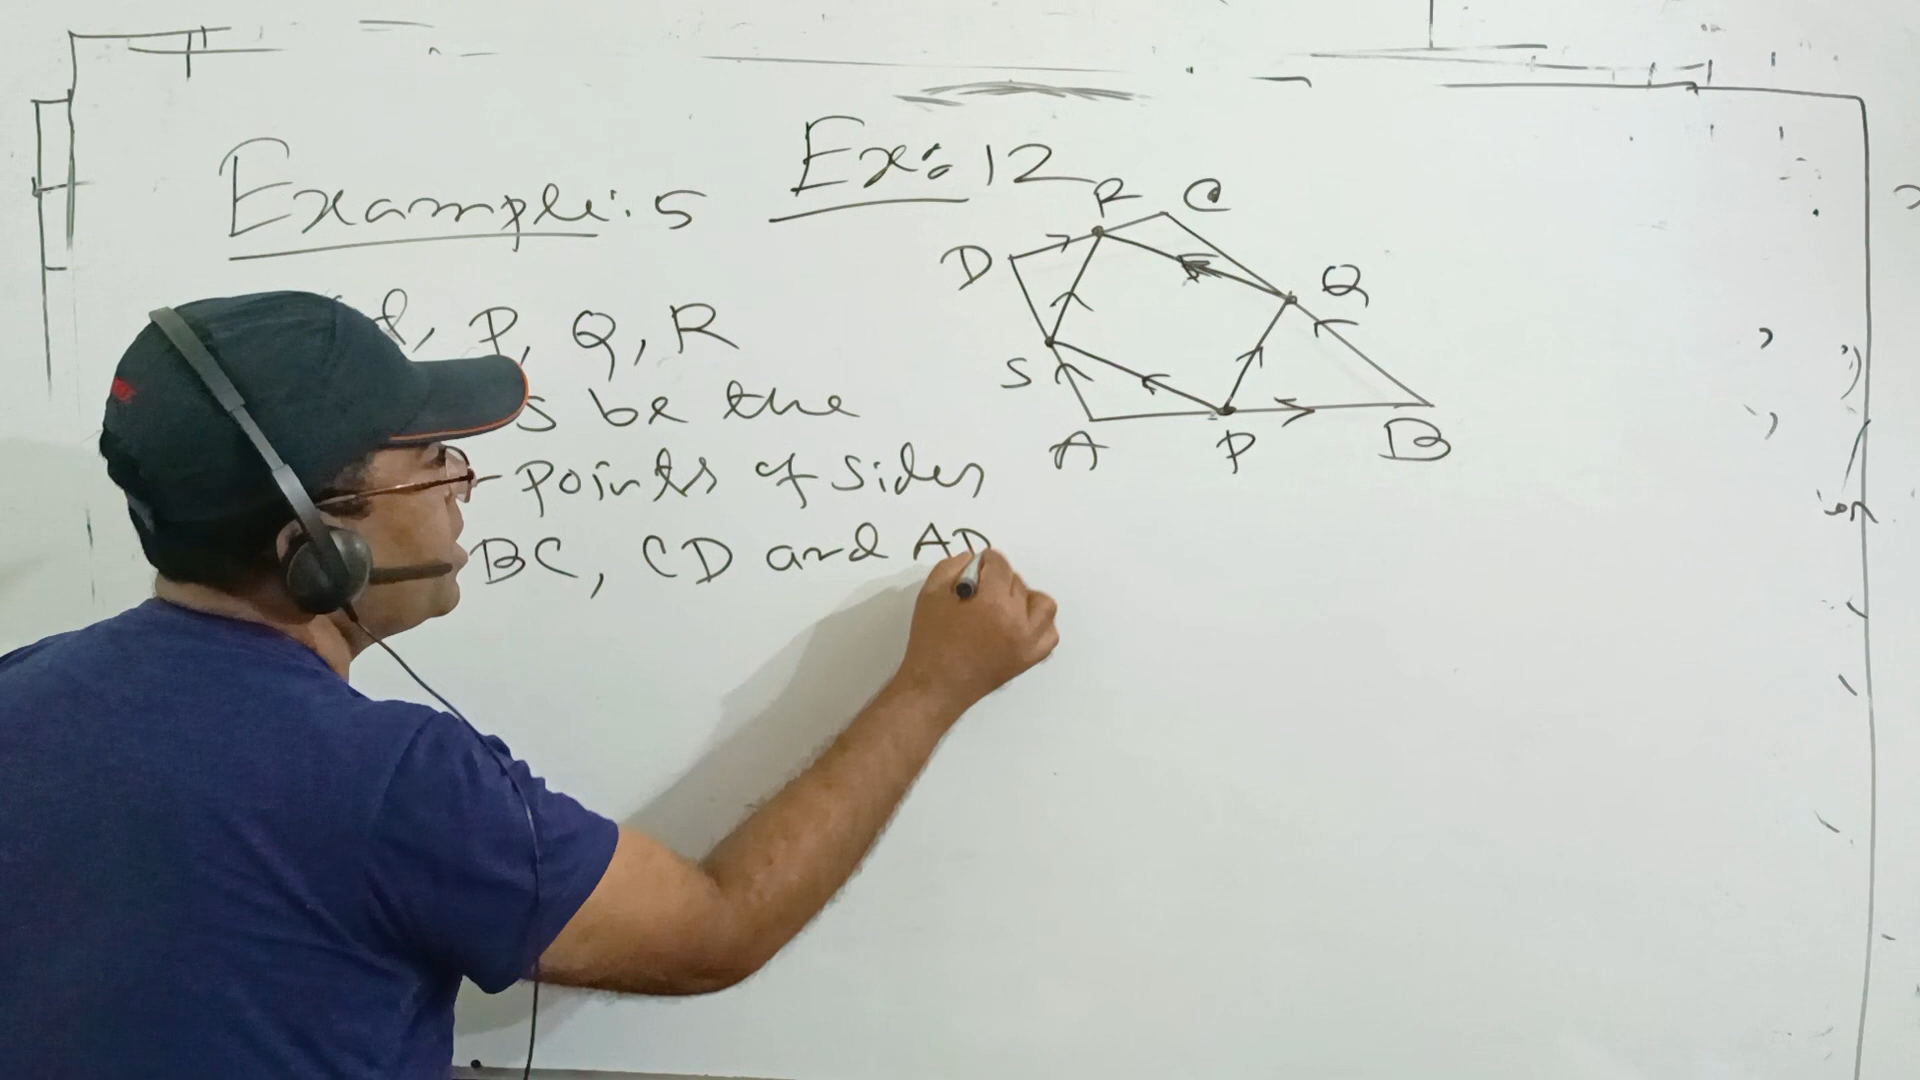 Example: 5
Ex: 12
R C
D
Q
S
A P B
P, Q, R
s be the
-points of sides
BC, CD and AD